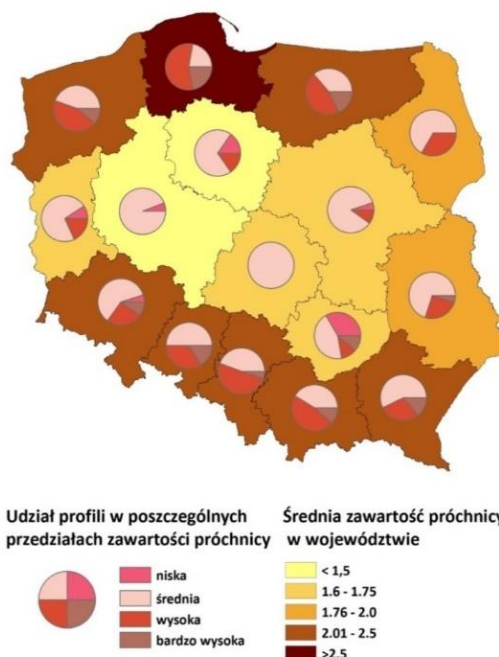 Udział profili w poszczególnych
przedziałach zawartości próchnicy
niska
średnia
wysoka
bardzo wysoka
Średnia zawartość próchnicy
w województwie
< 1,5
1.6 - 1.75
1.76 - 2.0
2.01 - 2.5
>2.5